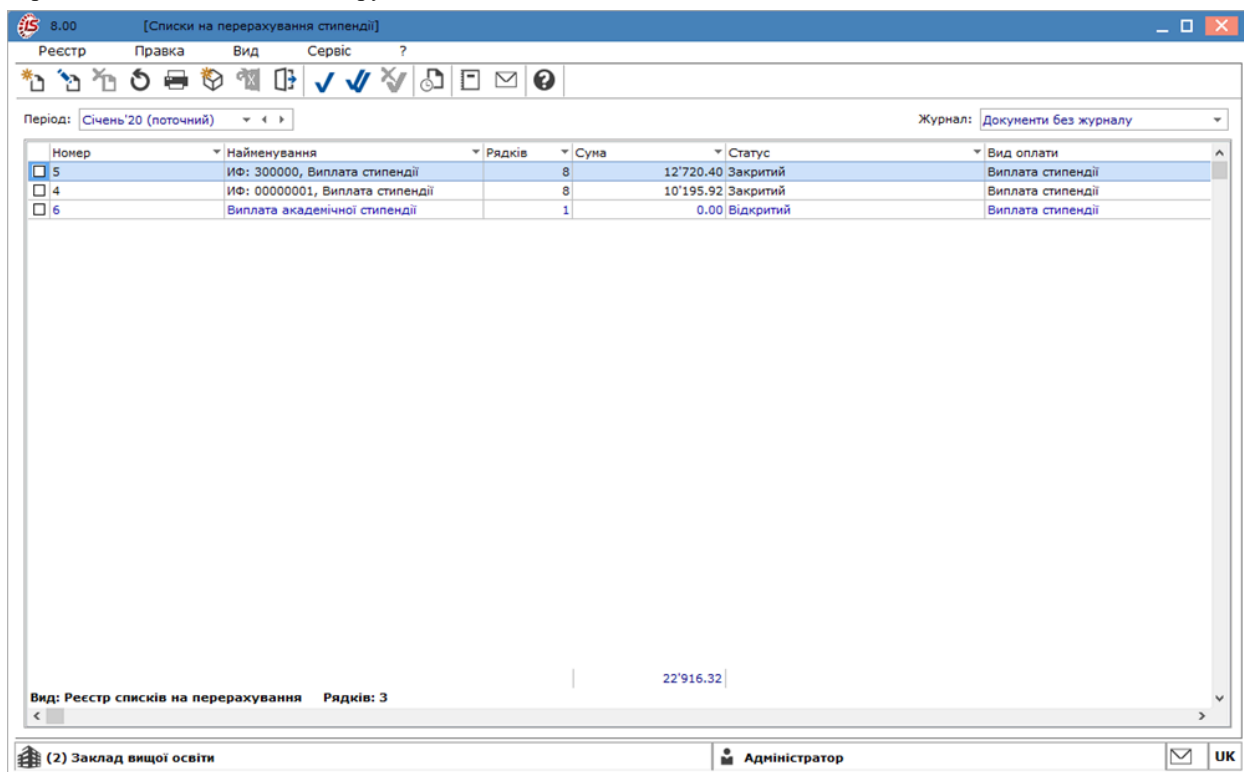 8.00 [Списки на перерахування стипендії]
Реєстр Правка Вид Сервіс ?
Період: Січень'20 (поточний) Журнал: Документи без журналу
Номер Найменування Рядків Сума Статус Вид оплати
5 ИФ: 300000, Виплата стипендії 8 12'720.40 Закритий Виплата стипендії
4 ИФ: 00000001, Виплата стипендії 8 10'195.92 Закритий Виплата стипендії
6 Виплата академічної стипендії 1 0.00 Відкритий Виплата стипендії
22'916.32
Вид: Реєстр списків на перерахування Рядків: 3
(2) Заклад вищої освіти Адміністратор UK